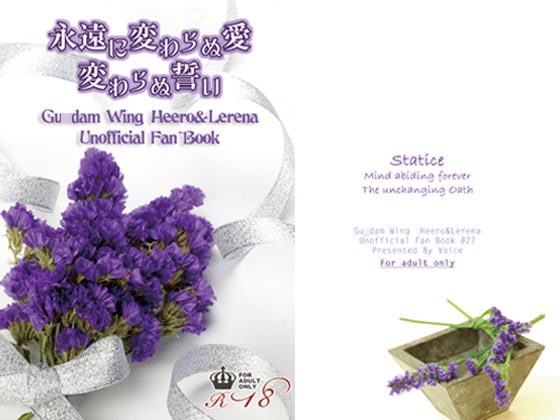 永遠に変わらぬ愛
変わらぬ誓い
Gu dam Wing Heero&Lerena
Unofficial Fan Book
FOR
ADULT
ONLY
R18
Statice
Mind abiding forever
The unchanging Oath
Gu dam Wing Heero&Lerena
Unofficial Fan Book #27
Presented By Voice
For adult only